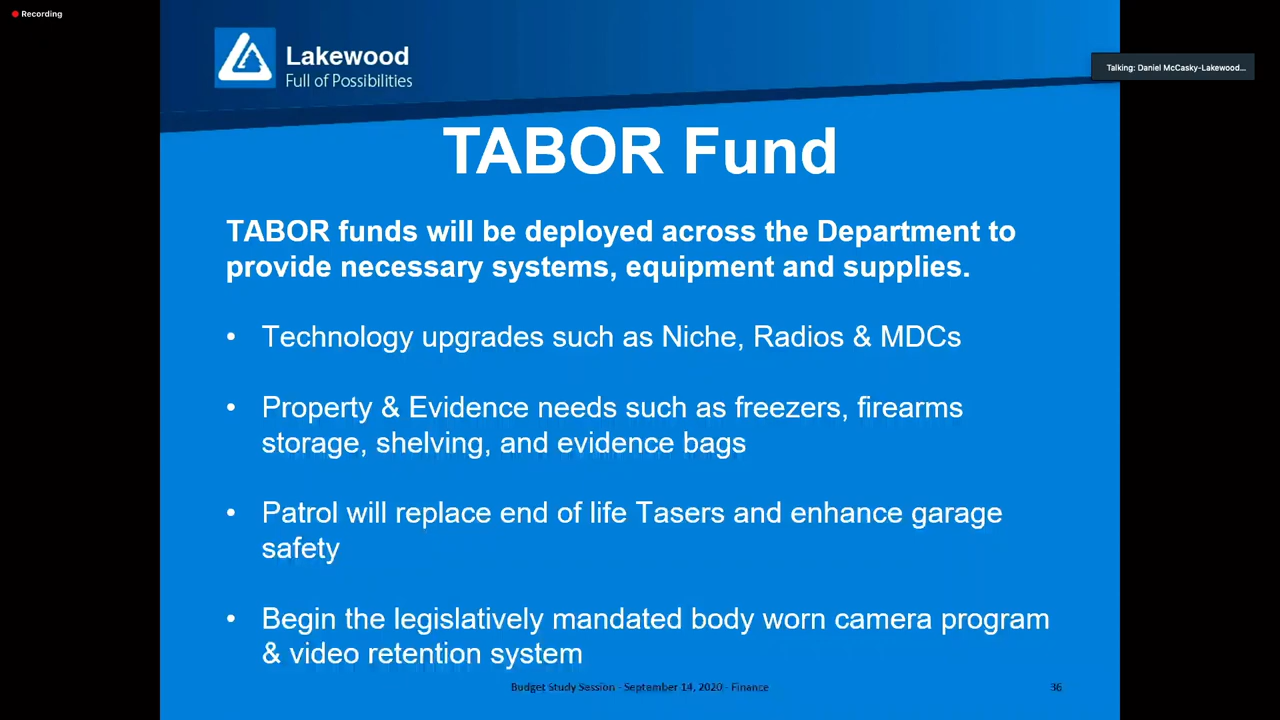 Recording
Lakewood
Full of Possibilities
Talking: Daniel McCasky-Lakewood...
TABOR Fund
TABOR funds will be deployed across the Department to
provide necessary systems, equipment and supplies.
• Technology upgrades such as Niche, Radios & MDCs
• Property & Evidence needs such as freezers, firearms
storage, shelving, and evidence bags
• Patrol will replace end of life Tasers and enhance garage
safety
• Begin the legislatively mandated body worn camera program
& video retention system
Budget Study Session - September 14, 2020 - Finance
36